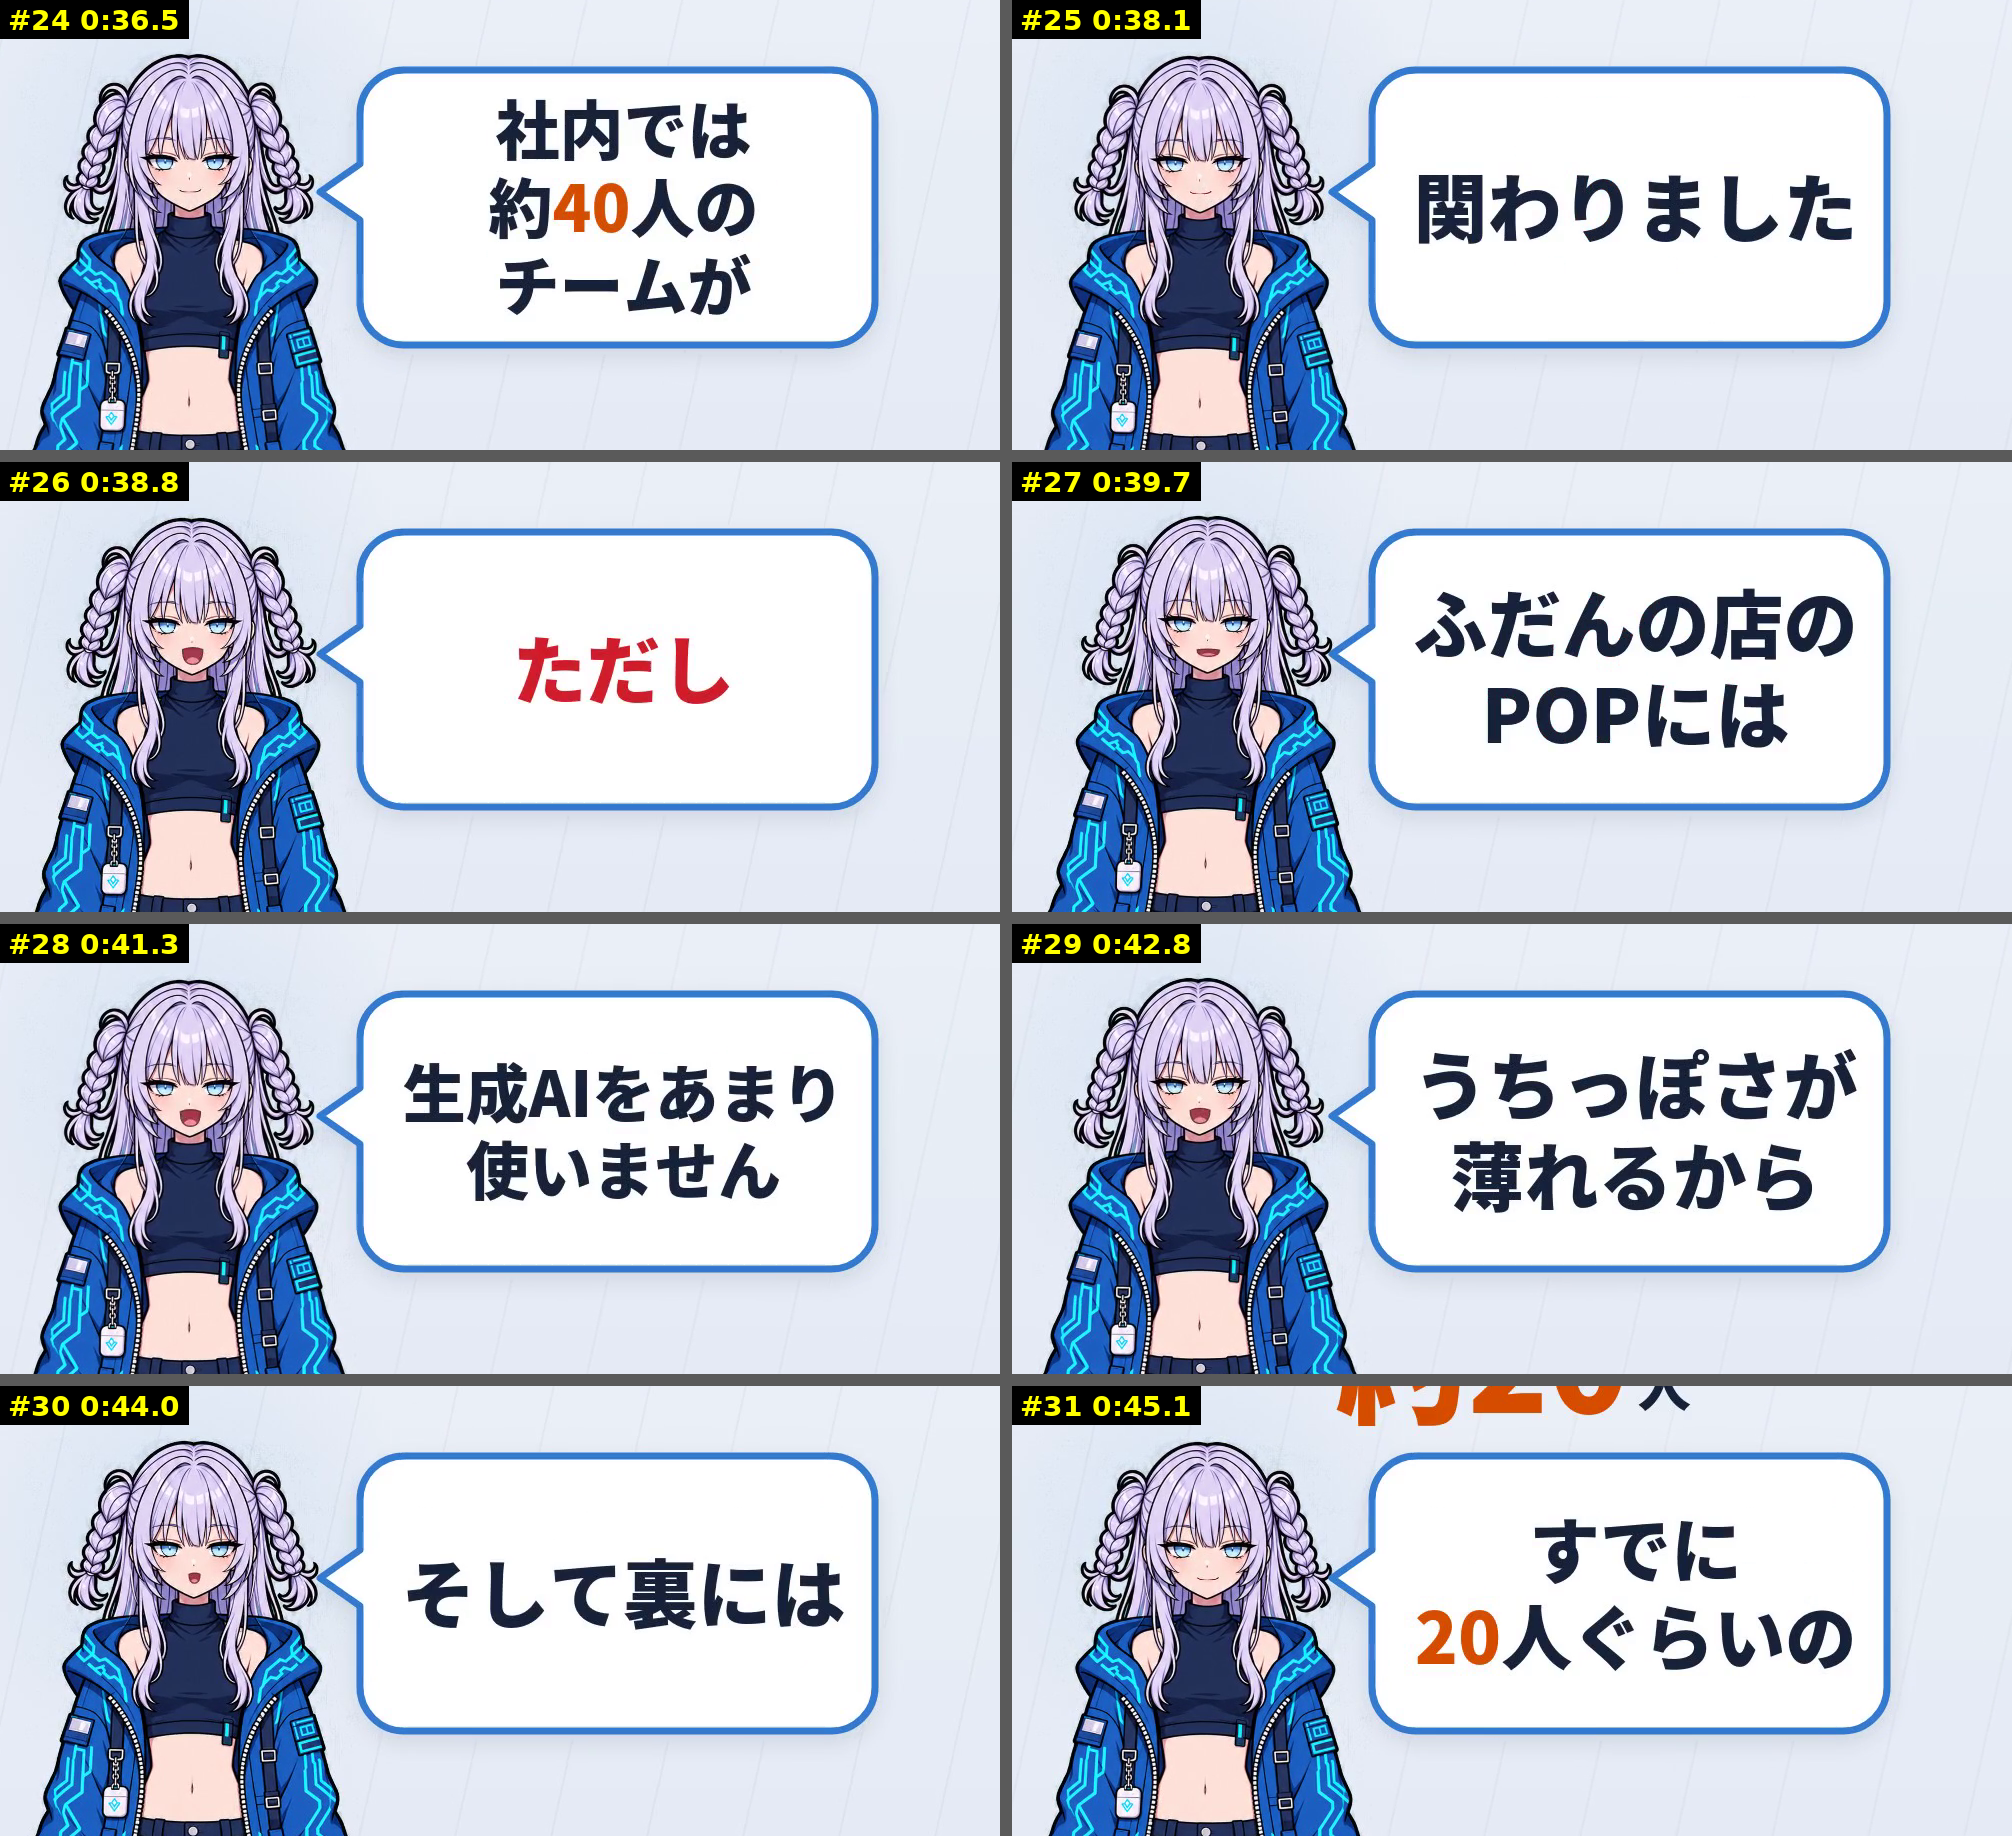 #24 0:36.5
社内では
約40人の
チームが
#25 0:38.1
関わりました
#26 0:38.8
ただし
#27 0:39.7
ふだんの店の
POPには
#28 0:41.3
生成AIをあまり
使いません
#29 0:42.8
うちっぽさが
薄れるから
#30 0:44.0
そして裏には
#31 0:45.1
約20人
すでに
20人ぐらいの